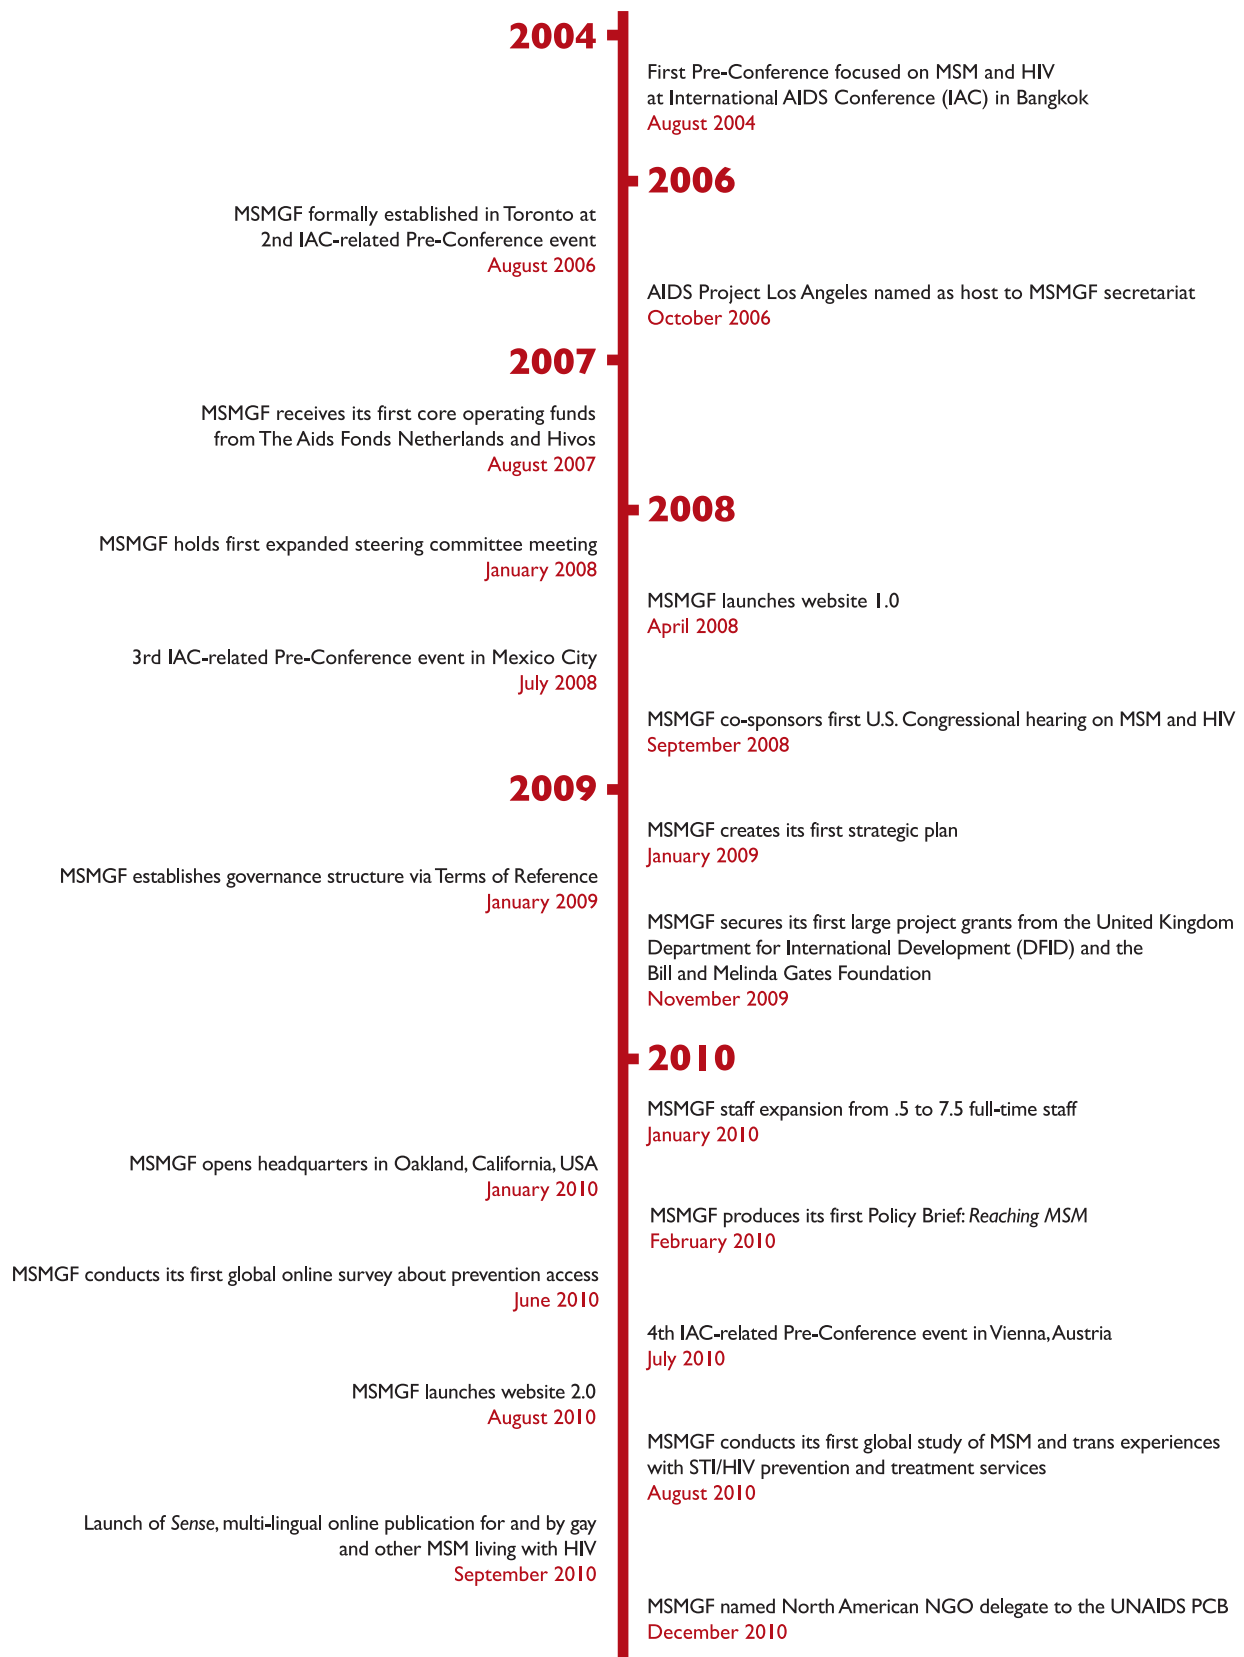 2004
First Pre-Conference focused on MSM and HIV
at International AIDS Conference (IAC) in Bangkok
August 2004
2006
MSMGF formally established in Toronto at
2nd IAC-related Pre-Conference event
August 2006
AIDS Project Los Angeles named as host to MSMGF secretariat
October 2006
2007
MSMGF receives its first core operating funds
from The Aids Fonds Netherlands and Hivos
August 2007
2008
MSMGF holds first expanded steering committee meeting
January 2008
MSMGF launches website 1.0
April 2008
3rd IAC-related Pre-Conference event in Mexico City
July 2008
MSMGF co-sponsors first U.S. Congressional hearing on MSM and HIV
September 2008
2009
MSMGF creates its first strategic plan
January 2009
MSMGF establishes governance structure via Terms of Reference
January 2009
MSMGF secures its first large project grants from the United Kingdom
Department for International Development (DFID) and the
Bill and Melinda Gates Foundation
November 2009
2010
MSMGF staff expansion from .5 to 7.5 full-time staff
January 2010
MSMGF opens headquarters in Oakland, California, USA
January 2010
MSMGF produces its first Policy Brief: Reaching MSM
February 2010
MSMGF conducts its first global online survey about prevention access
June 2010
4th IAC-related Pre-Conference event in Vienna, Austria
July 2010
MSMGF launches website 2.0
August 2010
MSMGF conducts its first global study of MSM and trans experiences
with STI/HIV prevention and treatment services
August 2010
Launch of Sense, multi-lingual online publication for and by gay
and other MSM living with HIV
September 2010
MSMGF named North American NGO delegate to the UNAIDS PCB
December 2010